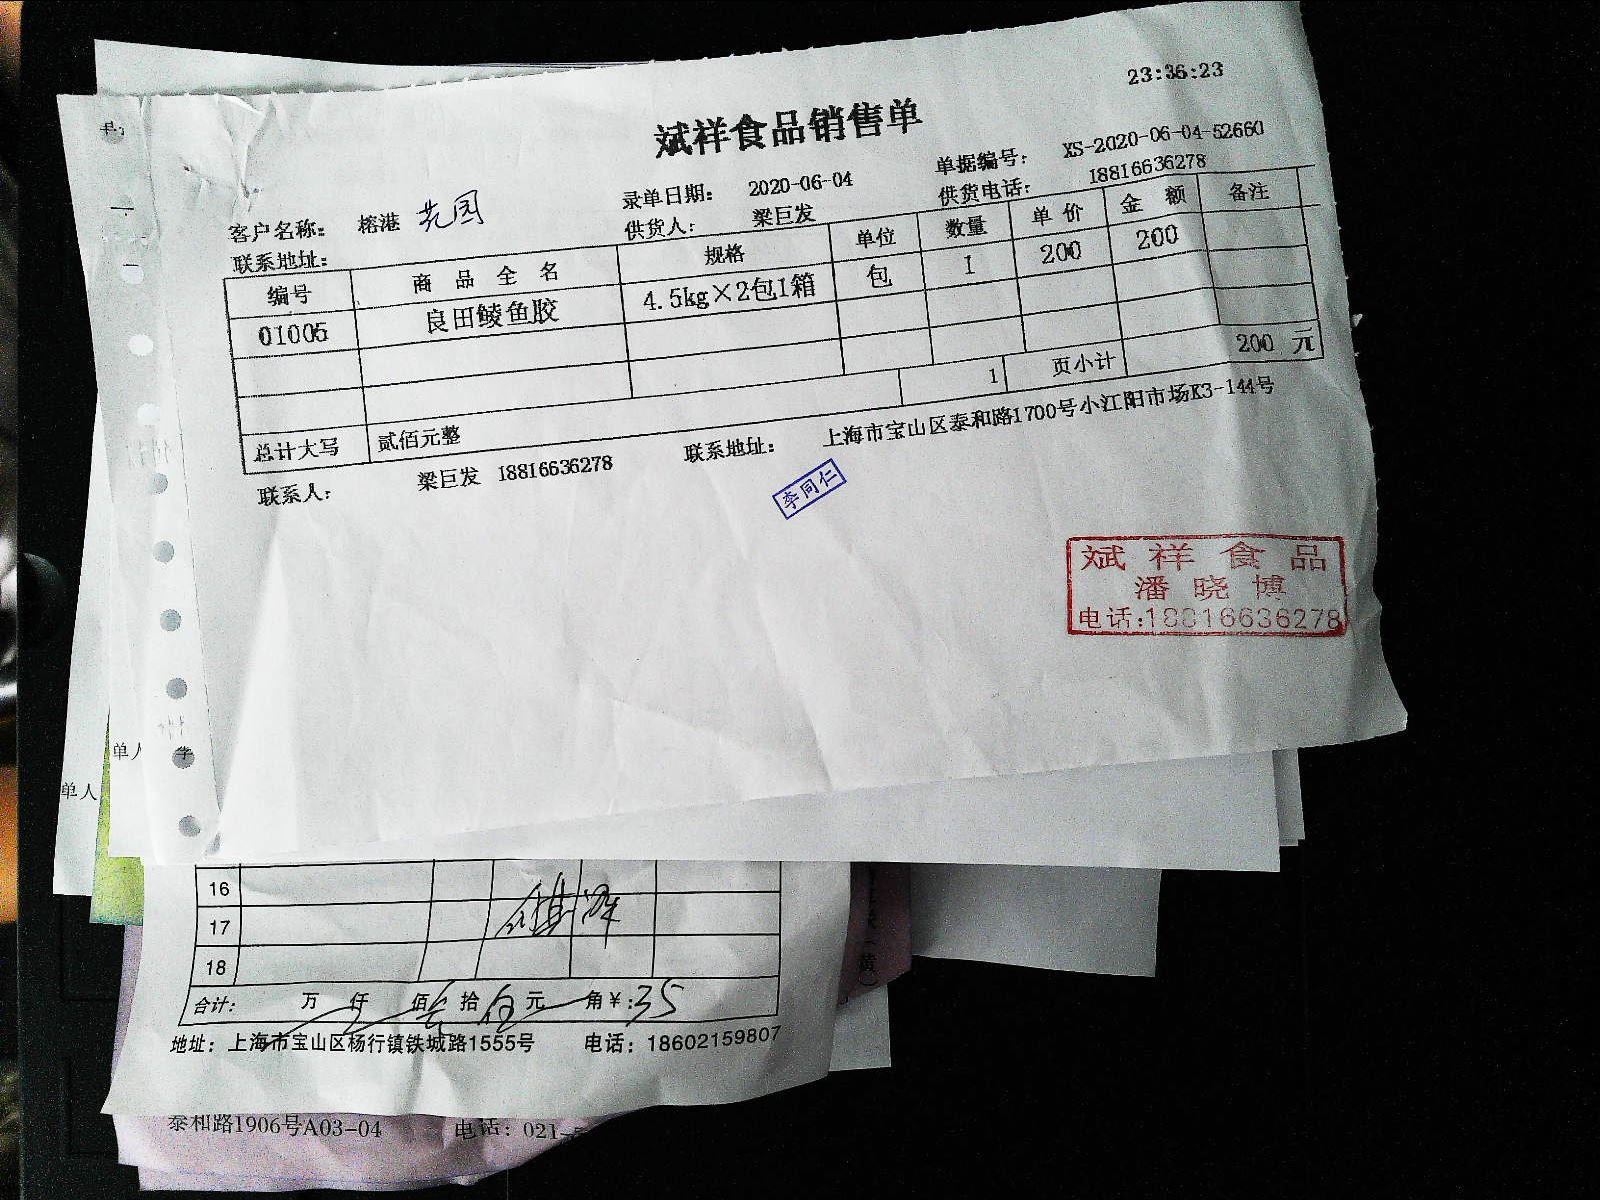 23:36:23
斌祥食品销售单
录单日期： 2020-06-04 单据编号： XS-2020-06-04-52660
客户名称： 榕港 芫园 供货人： 梁巨发 供货电话： 18816636278
联系地址：
编号 商品全名 规格 单位 数量 单价 金额 备注
01005 良田鲮鱼胶 4.5kg×2包1箱 包 1 200 200
1 页小计 200 元
总计大写 贰佰元整
联系人： 梁巨发 18816636278 联系地址： 上海市宝山区泰和路1700号小江阳市场K3-144号
李同仁
斌祥食品
潘晓博
电话:18816636278
单人
单人
16
17
18
合计: 万 仟 佰 拾 元 角 ¥:35
地址：上海市宝山区杨行镇铁城路1555号 电话：18602159807
（黄）
泰和路1906号A03-04 电话：021-